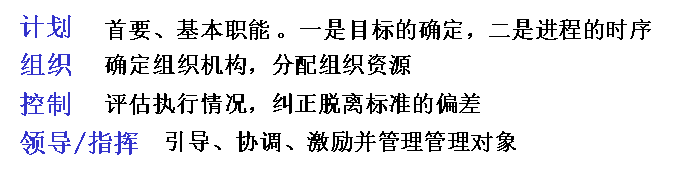 计划 首要、基本职能。一是目标的确定，二是进程的时序
组织 确定组织机构，分配组织资源
控制 评估执行情况，纠正脱离标准的偏差
领导/指挥 引导、协调、激励并管理管理对象